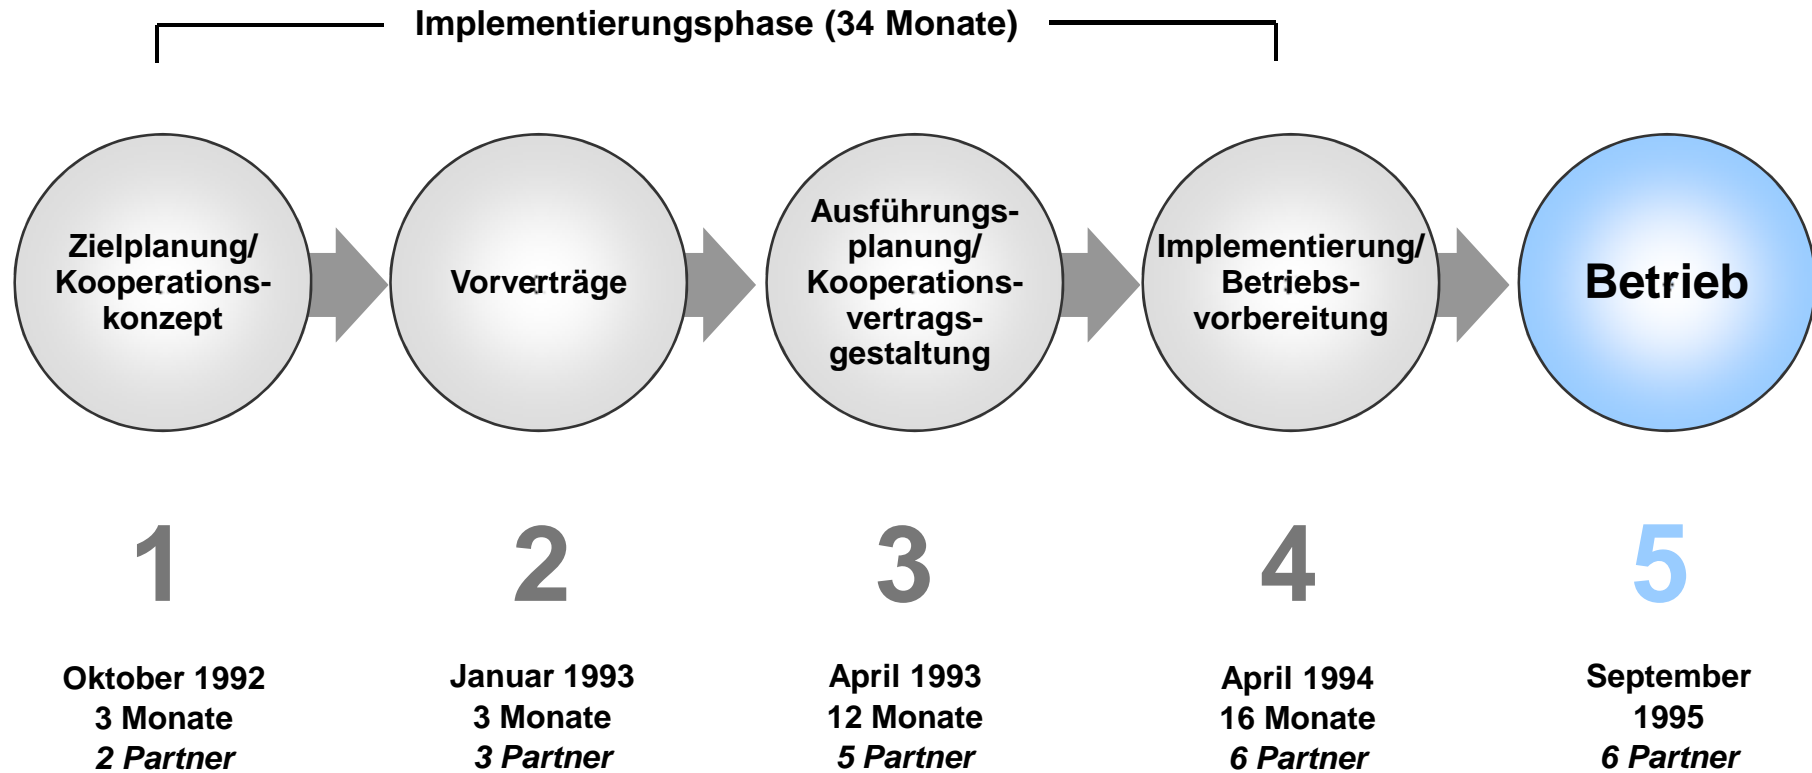 Implementierungsphase (34 Monate)
Zielplanung/
Kooperations-
konzept
Vorverträge
Ausführungs-
planung/
Kooperations-
vertrags-
gestaltung
Implementierung/
Betriebs-
vorbereitung
Betrieb
1
2
3
4
5
Oktober 1992
3 Monate
2 Partner
Januar 1993
3 Monate
3 Partner
April 1993
12 Monate
5 Partner
April 1994
16 Monate
6 Partner
September
1995
6 Partner